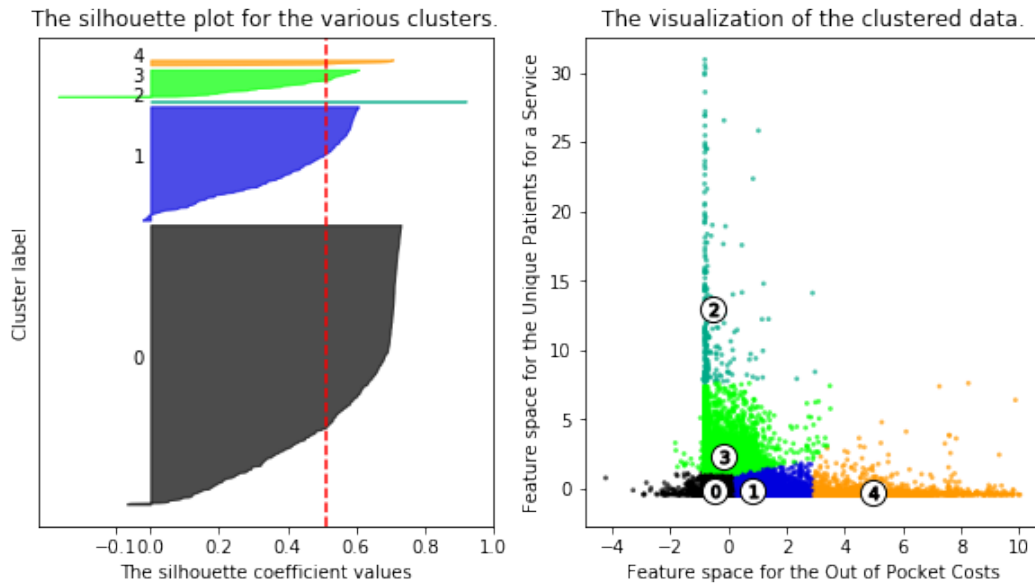 The silhouette plot for the various clusters.
4
3
2
1
0
Cluster label
−0.10.0 0.2 0.4 0.6 0.8 1.0
The silhouette coefficient values
The visualization of the clustered data.
30
25
20
15
10
5
0
Feature space for the Unique Patients for a Service
2
3
0 1 4
−4 −2 0 2 4 6 8 10
Feature space for the Out of Pocket Costs